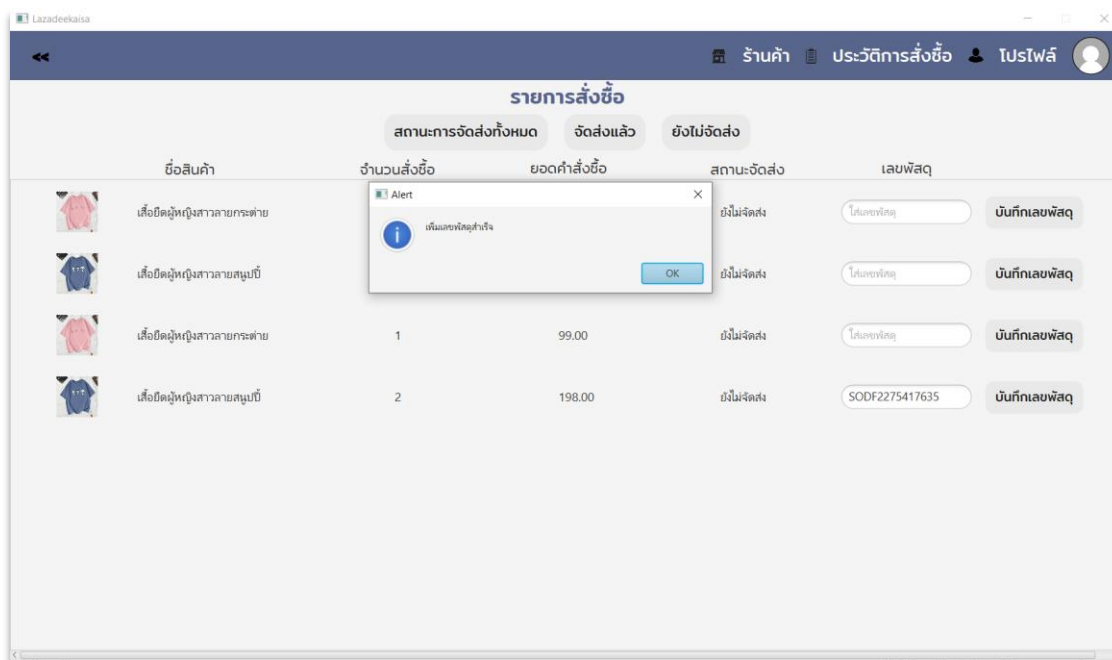 Lazadeekaisa
ร้านค้า ประวัติการสั่งซื้อ โปรไฟล์
รายการสั่งซื้อ
สถานะการจัดส่งทั้งหมด จัดส่งแล้ว ยังไม่จัดส่ง
ชื่อสินค้า จำนวนสั่งซื้อ ยอดคำสั่งซื้อ สถานะจัดส่ง เลขพัสดุ
Alert
เพิ่มเลขพัสดุสำเร็จ
OK
เสื้อยืดผู้หญิงสาวลายกระต่าย ยังไม่จัดส่ง ใส่เลขพัสดุ บันทึกเลขพัสดุ
เสื้อยืดผู้หญิงสาวลายสนูปปี้ ยังไม่จัดส่ง ใส่เลขพัสดุ บันทึกเลขพัสดุ
เสื้อยืดผู้หญิงสาวลายกระต่าย 1 99.00 ยังไม่จัดส่ง ใส่เลขพัสดุ บันทึกเลขพัสดุ
เสื้อยืดผู้หญิงสาวลายสนูปปี้ 2 198.00 ยังไม่จัดส่ง SODF2275417635 บันทึกเลขพัสดุ